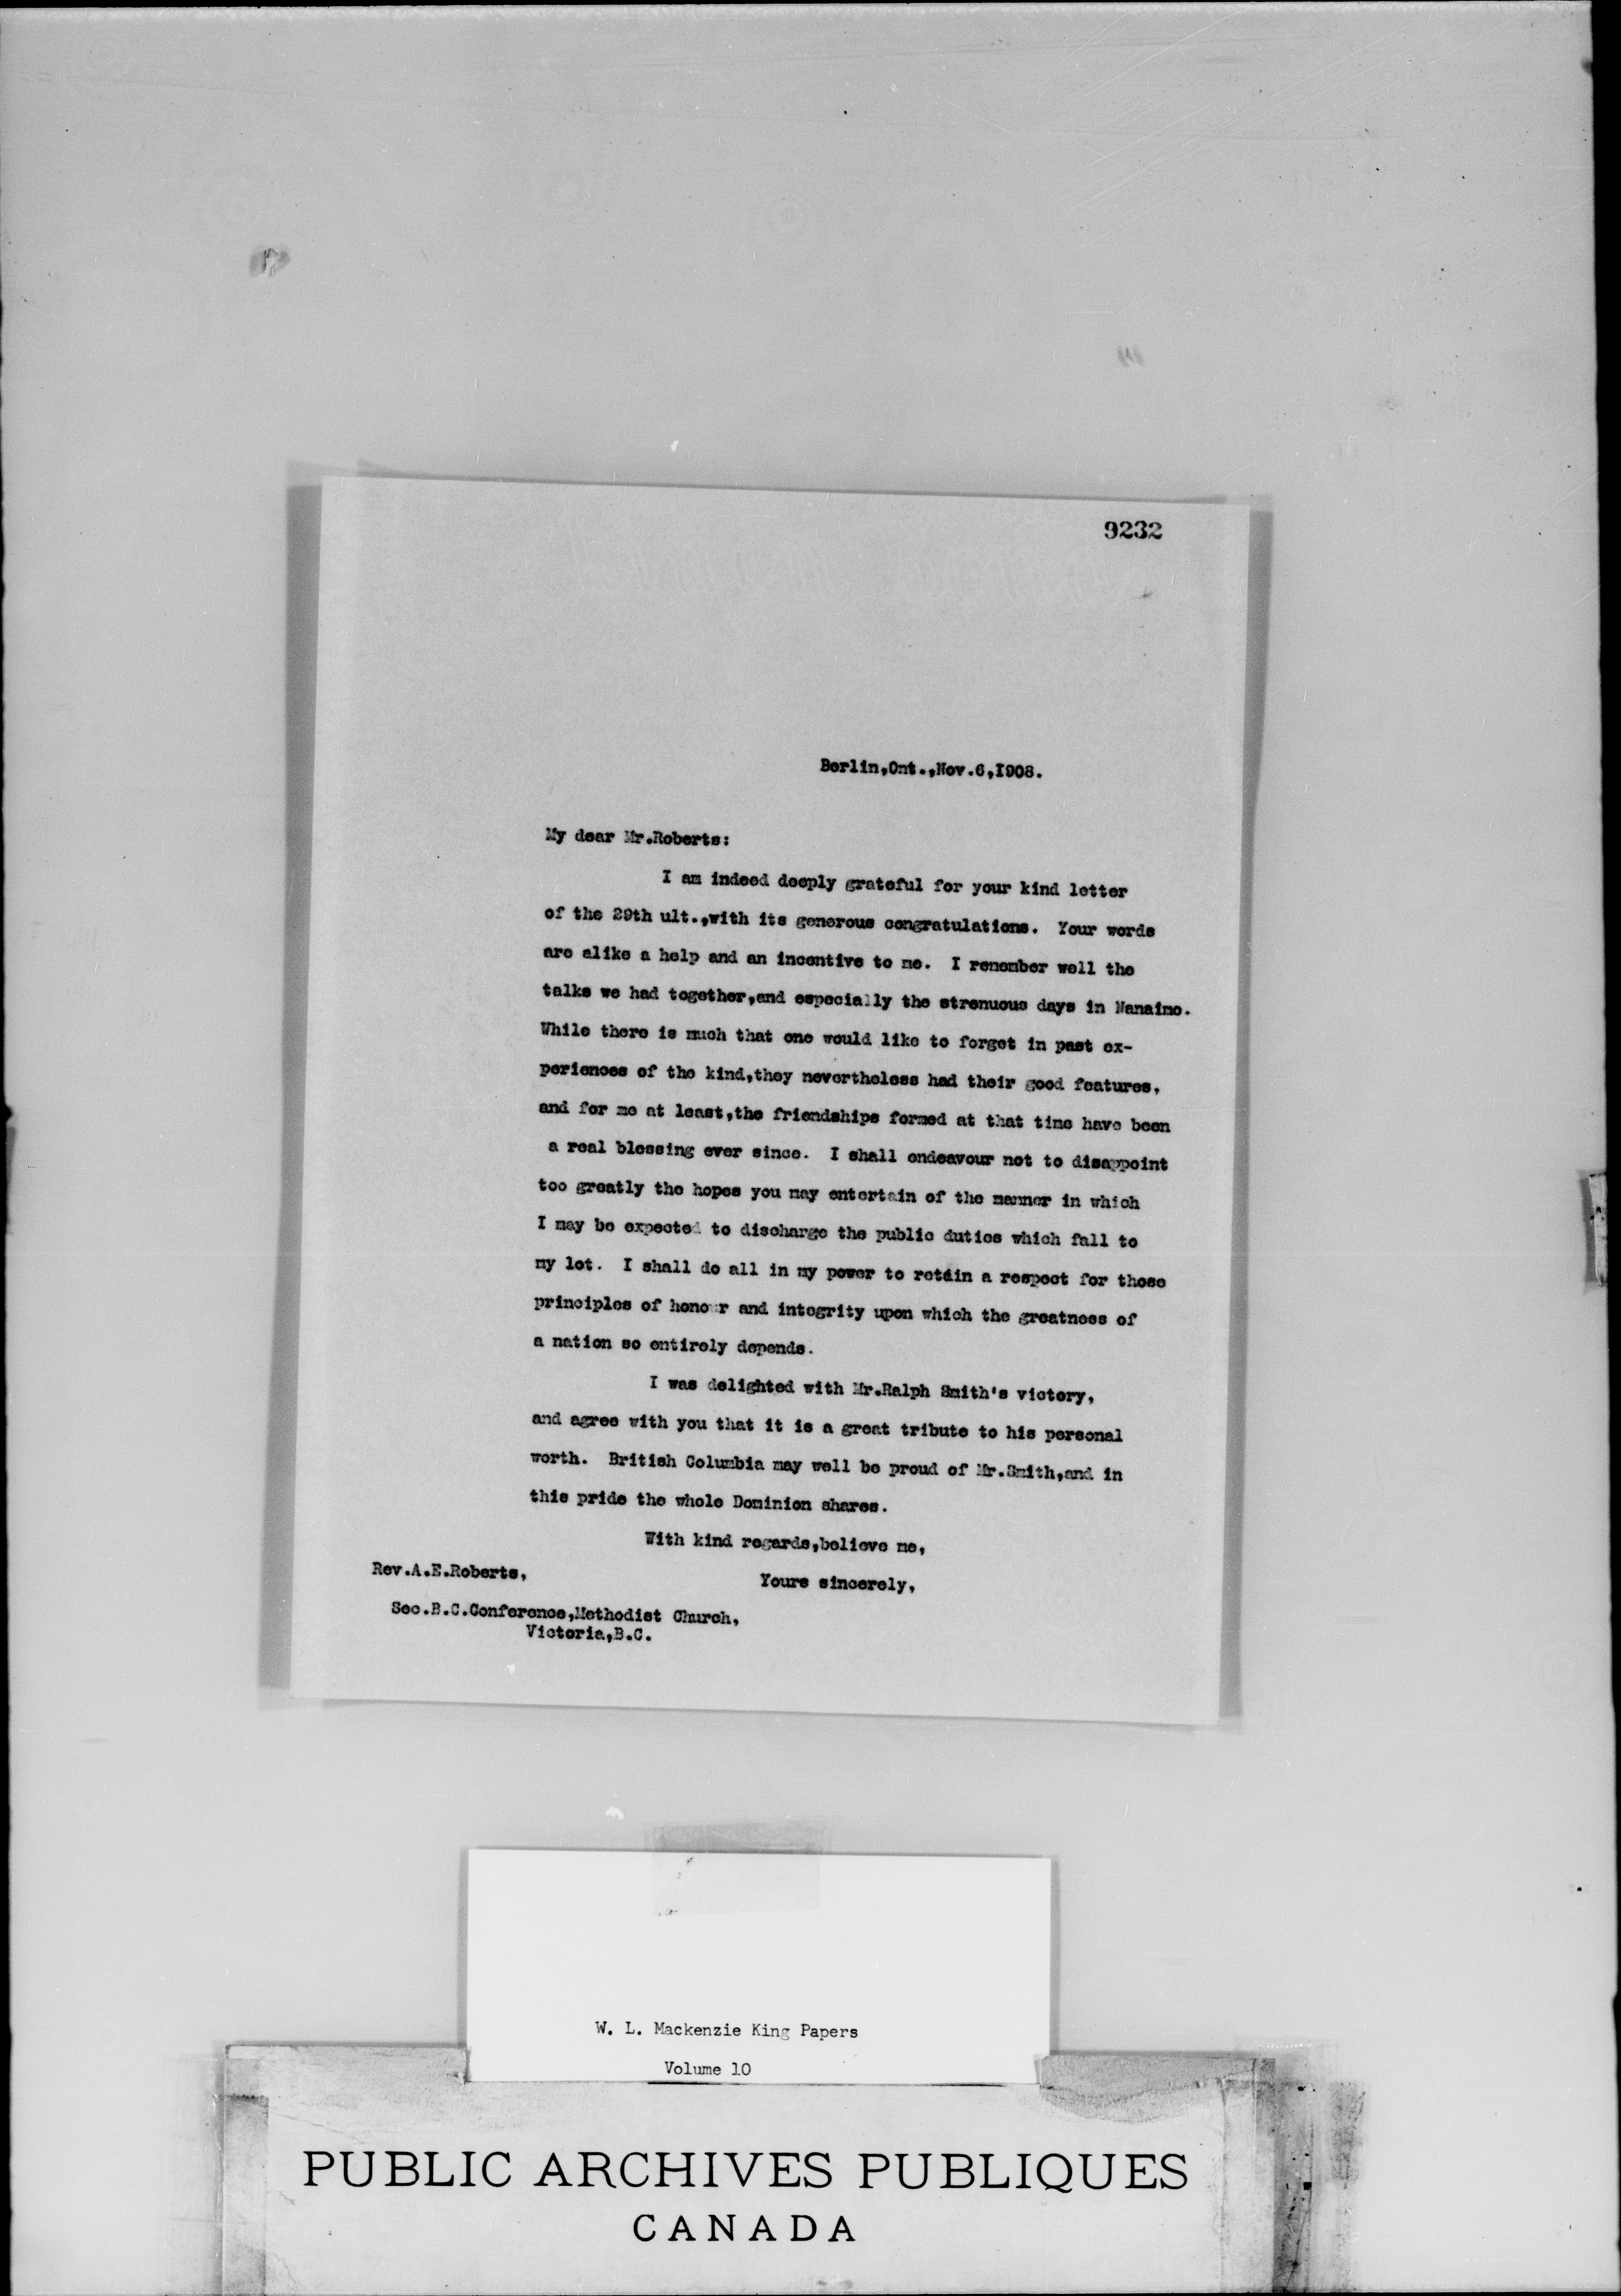 9232
Berlin,Ont.,Nov.6,I908.
My dear Mr.Roberts:
I am indeed deeply grateful for your kind letter
of the 29th ult.,with its generous congratulations. Your words
are alike a help and an incentive to me. I remember well the
talks we had together,and especially the strenuous days in Nanaimo.
While there is much that one would like to forget in past ex-
periences of the kind,they nevertheless had their good features,
and for me at least,the friendships formed at that time have been
a real blessing ever since. I shall endeavour not to disappoint
too greatly the hopes you may entertain of the manner in which
I may be expected to discharge the public duties which fall to
my lot. I shall do all in my power to retain a respect for those
principles of honour and integrity upon which the greatness of
a nation so entirely depends.
I was delighted with Mr.Ralph Smith's victory,
and agree with you that it is a great tribute to his personal
worth. British Columbia may well be proud of Mr.Smith,and in
this pride the whole Dominion shares.
With kind regards,believe me,
Yours sincerely,
Rev.A.E.Roberts,
Sec.B.C.Conference,Methodist Church,
Victoria,B.C.
W. L. Mackenzie King Papers
Volume 10
PUBLIC ARCHIVES PUBLIQUES
CANADA